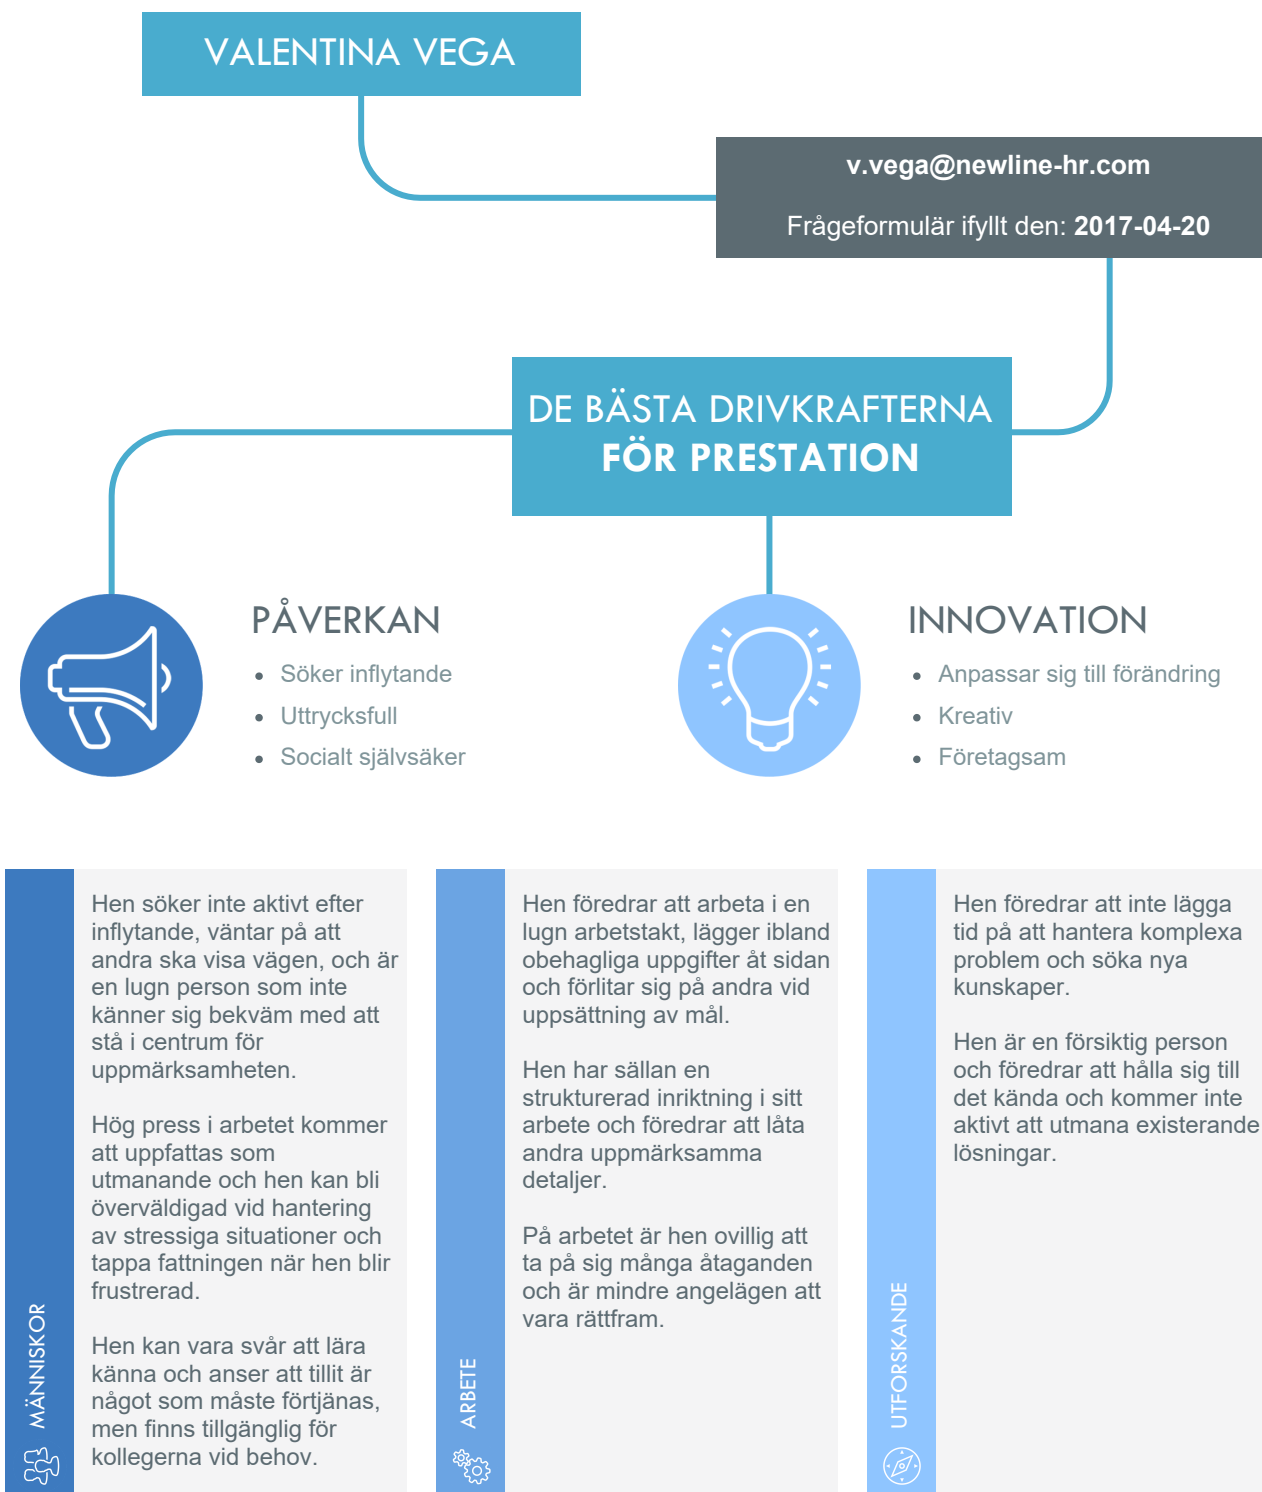 VALENTINA VEGA
v.vega@newline-hr.com
Frågeformulär ifyllt den: 2017-04-20
DE BÄSTA DRIVKRAFTERNA
FÖR PRESTATION
PÅVERKAN
Söker inflytande
Uttrycksfull
Socialt självsäker
INNOVATION
Anpassar sig till förändring
Kreativ
Företagsam
MÄNNISKOR
Hen söker inte aktivt efter
inflytande, väntar på att
andra ska visa vägen, och är
en lugn person som inte
känner sig bekväm med att
stå i centrum för
uppmärksamheten.
Hög press i arbetet kommer
att uppfattas som
utmanande och hen kan bli
överväldigad vid hantering
av stressiga situationer och
tappa fattningen när hen blir
frustrerad.
Hen kan vara svår att lära
känna och anser att tillit är
något som måste förtjänas,
men finns tillgänglig för
kollegerna vid behov.
ARBETE
Hen föredrar att arbeta i en
lugn arbetstakt, lägger ibland
obehagliga uppgifter åt sidan
och förlitar sig på andra vid
uppsättning av mål.
Hen har sällan en
strukturerad inriktning i sitt
arbete och föredrar att låta
andra uppmärksamma
detaljer.
På arbetet är hen ovillig att
ta på sig många åtaganden
och är mindre angelägen att
vara rättfram.
UTFORSKANDE
Hen föredrar att inte lägga
tid på att hantera komplexa
problem och söka nya
kunskaper.
Hen är en försiktig person
och föredrar att hålla sig till
det kända och kommer inte
aktivt att utmana existerande
lösningar.